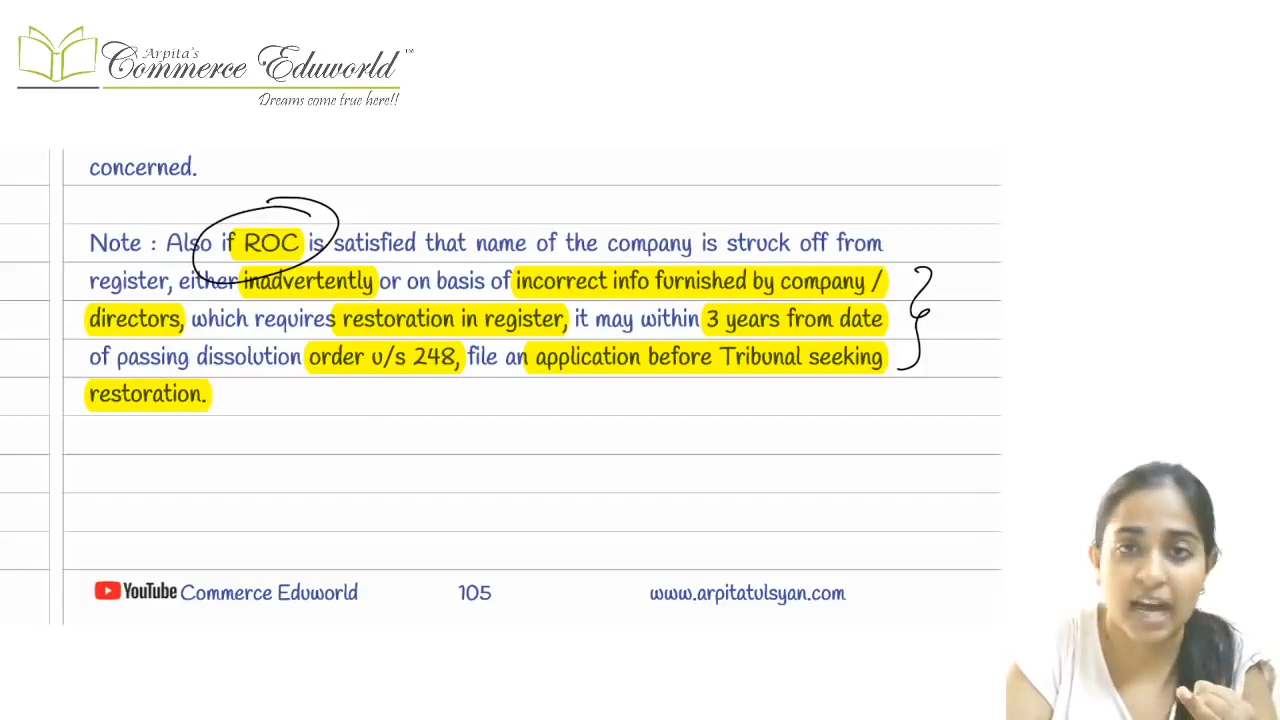 Arpita's
Commerce Eduworld™
Dreams come true here!!
concerned.
Note : Also if ROC is satisfied that name of the company is struck off from
register, either inadvertently or on basis of incorrect info furnished by company /
directors, which requires restoration in register, it may within 3 years from date
of passing dissolution order u/s 248, file an application before Tribunal seeking
restoration.
YouTube Commerce Eduworld 105 www.arpitatulsyan.com